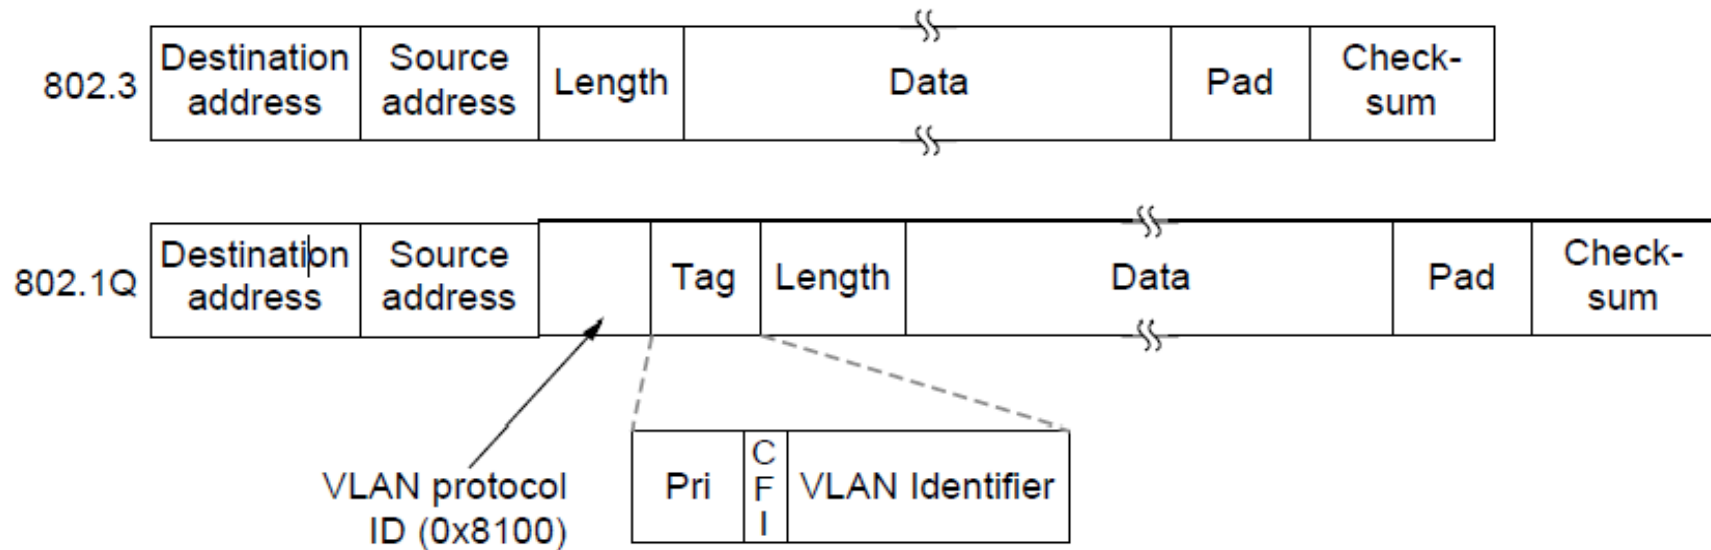 802.3
Destination
address
Source
address
Length
Data
Pad
Check-
sum
802.1Q
Destination
address
Source
address
Tag
Length
Data
Pad
Check-
sum
VLAN protocol
ID (0x8100)
Pri
C
F
I
VLAN Identifier